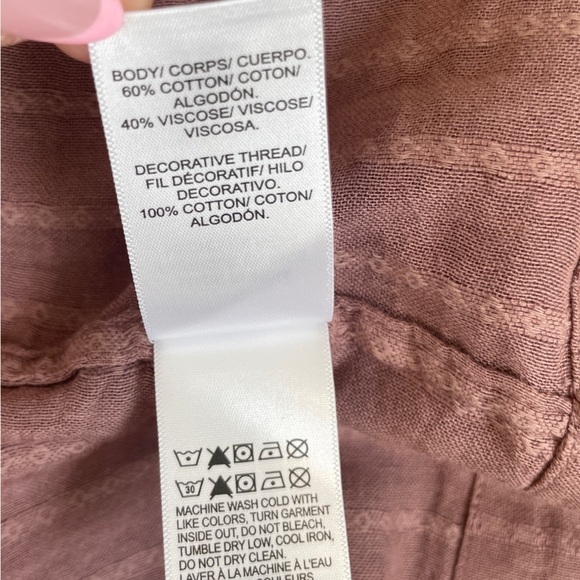 BODY/ CORPS/ CUERPO.
60% COTTON/ COTON/
ALGODÓN.
40% VISCOSE/ VISCOSE/
VISCOSA.
DECORATIVE THREAD/
FIL DÉCORATIF/ HILO
DECORATIVO.
100% COTTON/ COTON/
ALGODÓN.
30
MACHINE WASH COLD WITH
LIKE COLORS, TURN GARMENT
INSIDE OUT, DO NOT BLEACH,
TUMBLE DRY LOW, COOL IRON,
DO NOT DRY CLEAN.
LAVER À LA MACHINE À L'EAU
COULEURS